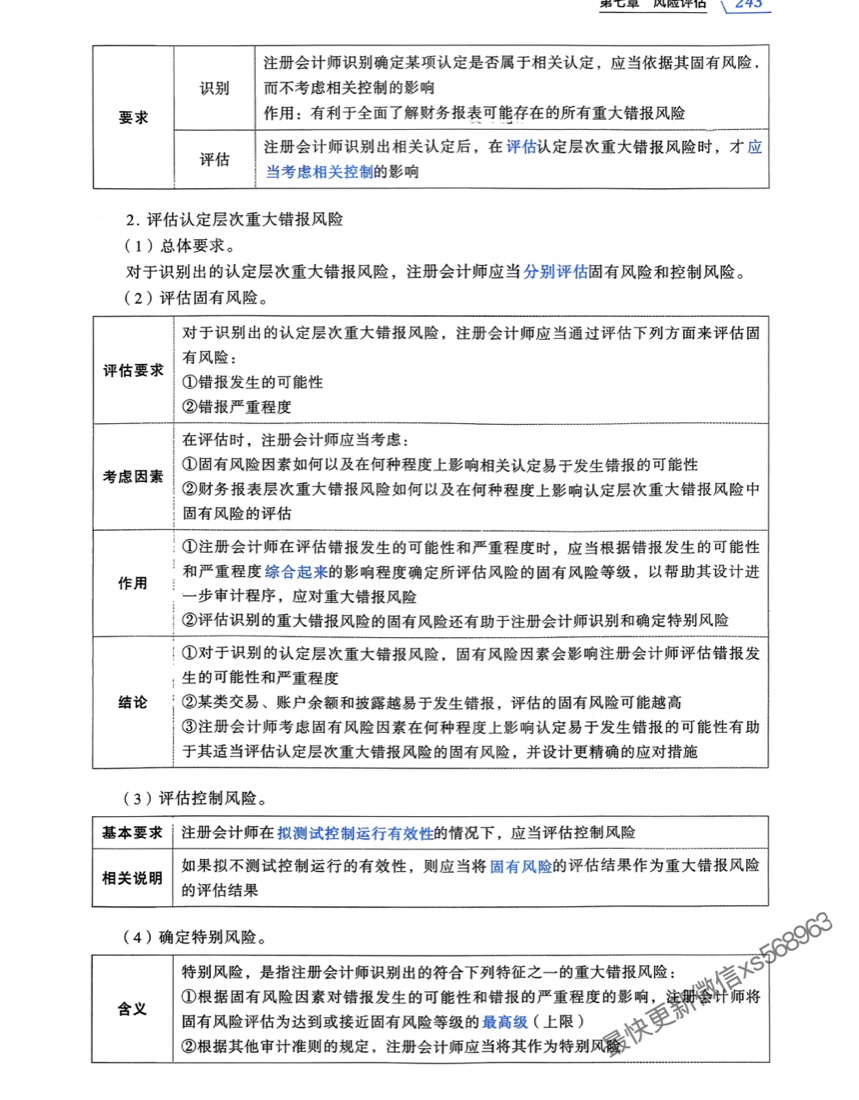 第七章 风险评估 243
要求
识别
注册会计师识别确定某项认定是否属于相关认定，应当依据其固有风险，
而不考虑相关控制的影响
作用：有利于全面了解财务报表可能存在的所有重大错报风险
评估
注册会计师识别出相关认定后，在评估认定层次重大错报风险时，才应
当考虑相关控制的影响
2. 评估认定层次重大错报风险
（1）总体要求。
对于识别出的认定层次重大错报风险，注册会计师应当分别评估固有风险和控制风险。
（2）评估固有风险。
评估要求
对于识别出的认定层次重大错报风险，注册会计师应当通过评估下列方面来评估固
有风险：
①错报发生的可能性
②错报严重程度
考虑因素
在评估时，注册会计师应当考虑：
①固有风险因素如何以及在何种程度上影响相关认定易于发生错报的可能性
②财务报表层次重大错报风险如何以及在何种程度上影响认定层次重大错报风险中
固有风险的评估
作用
①注册会计师在评估错报发生的可能性和严重程度时，应当根据错报发生的可能性
和严重程度综合起来的影响程度确定所评估风险的固有风险等级，以帮助其设计进
一步审计程序，应对重大错报风险
②评估识别的重大错报风险的固有风险还有助于注册会计师识别和确定特别风险
结论
①对于识别的认定层次重大错报风险，固有风险因素会影响注册会计师评估错报发
生的可能性和严重程度
②某类交易、账户余额和披露越易于发生错报，评估的固有风险可能越高
③注册会计师考虑固有风险因素在何种程度上影响认定易于发生错报的可能性有助
于其适当评估认定层次重大错报风险的固有风险，并设计更精确的应对措施
（3）评估控制风险。
基本要求
注册会计师在拟测试控制运行有效性的情况下，应当评估控制风险
相关说明
如果拟不测试控制运行的有效性，则应当将固有风险的评估结果作为重大错报风险
的评估结果
（4）确定特别风险。
含义
特别风险，是指注册会计师识别出的符合下列特征之一的重大错报风险：
①根据固有风险因素对错报发生的可能性和错报的严重程度的影响，注册会计师将
固有风险评估为达到或接近固有风险等级的最高级（上限）
②根据其他审计准则的规定，注册会计师应当将其作为特别风险
最快更新微信xs568963